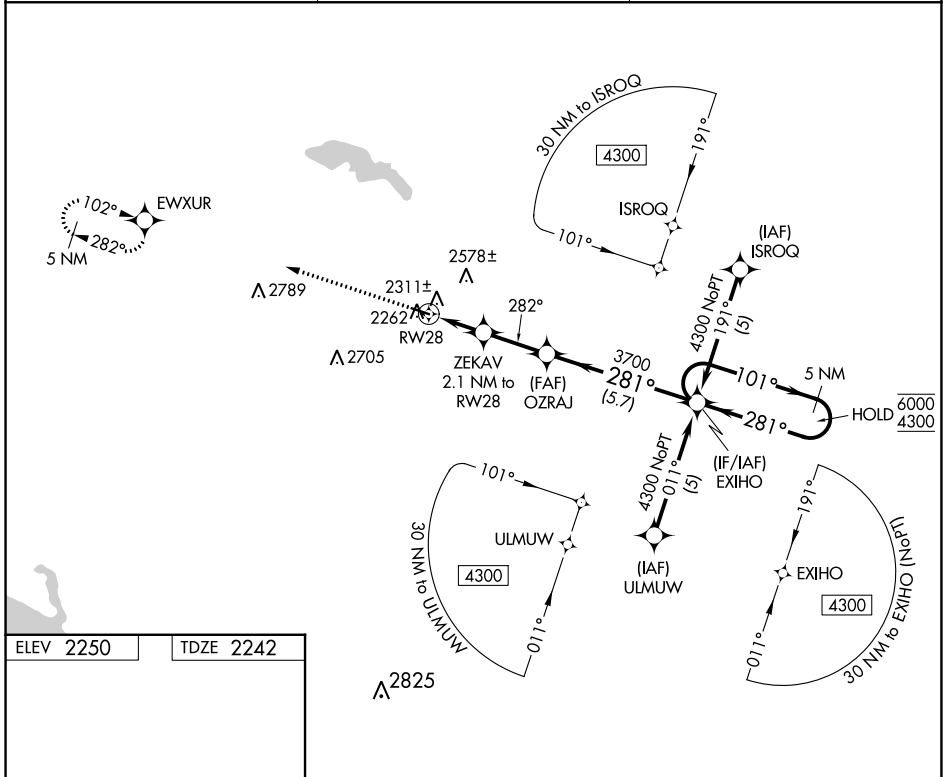 30 NM to ISROQ
4300
191°
ISROQ
101°
(IAF)
ISROQ
4300 NoPT
191°
(5)
102°
EWXUR
282°
5 NM
2578±
2789
2311±
2262
RW28
282°
2705
ZEKAV
2.1 NM to
RW28
(FAF)
OZRAJ
3700
281°
(5.7)
101°
5 NM
281°
HOLD
6000
4300
(IF/IAF)
EXIHO
4300 NoPT
011°
(5)
(IAF)
ULMUW
101°
ULMUW
30 NM to ULMUW
4300
011°
191°
EXIHO
4300
011°
30 NM to EXIHO (NoPT)
ELEV 2250
TDZE 2242
2825